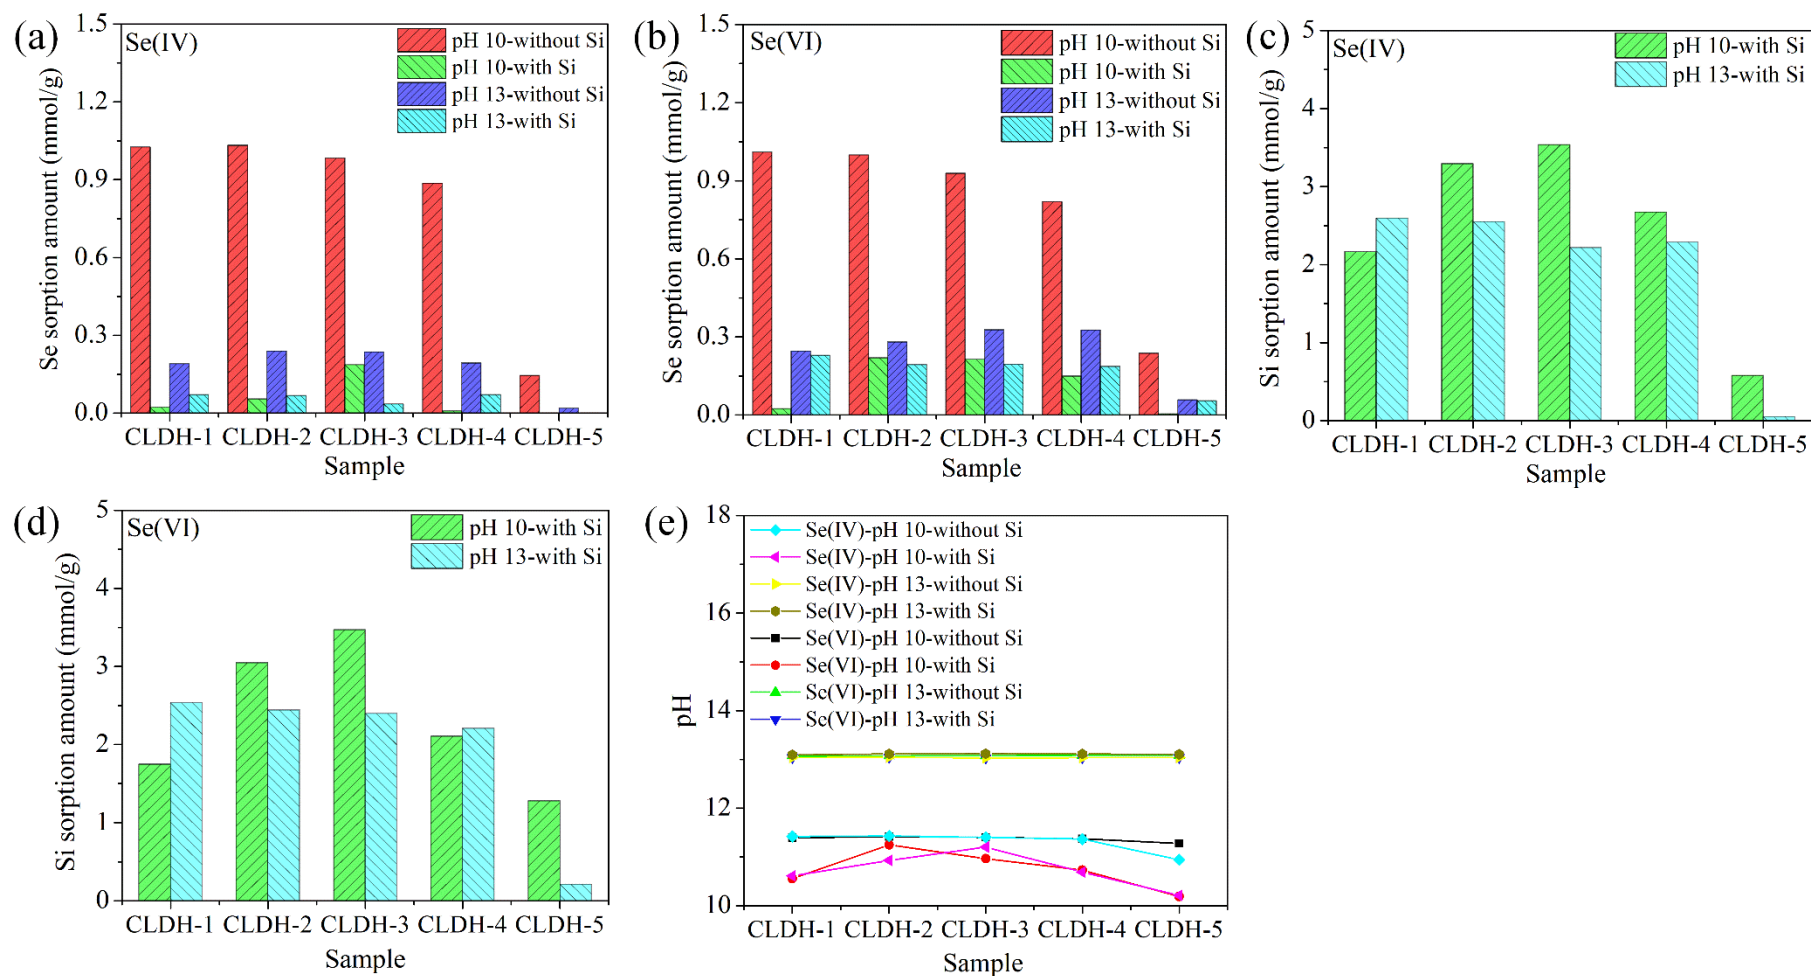 (a)
Se(IV)
pH 10-without Si
pH 10-with Si
pH 13-without Si
pH 13-with Si
Se sorption amount (mmol/g)
1.5
1.2
0.9
0.6
0.3
0.0
CLDH-1 CLDH-2 CLDH-3 CLDH-4 CLDH-5
Sample
(b)
Se(VI)
pH 10-without Si
pH 10-with Si
pH 13-without Si
pH 13-with Si
Se sorption amount (mmol/g)
1.5
1.2
0.9
0.6
0.3
0.0
CLDH-1 CLDH-2 CLDH-3 CLDH-4 CLDH-5
Sample
(c)
Se(IV)
pH 10-with Si
pH 13-with Si
Si sorption amount (mmol/g)
5
4
3
2
1
0
CLDH-1 CLDH-2 CLDH-3 CLDH-4 CLDH-5
Sample
(d)
Se(VI)
pH 10-with Si
pH 13-with Si
Si sorption amount (mmol/g)
5
4
3
2
1
0
CLDH-1 CLDH-2 CLDH-3 CLDH-4 CLDH-5
Sample
(e)
Se(IV)-pH 10-without Si
Se(IV)-pH 10-with Si
Se(IV)-pH 13-without Si
Se(IV)-pH 13-with Si
Se(VI)-pH 10-without Si
Se(VI)-pH 10-with Si
Se(VI)-pH 13-without Si
Se(VI)-pH 13-with Si
pH
18
16
14
12
10
CLDH-1 CLDH-2 CLDH-3 CLDH-4 CLDH-5
Sample